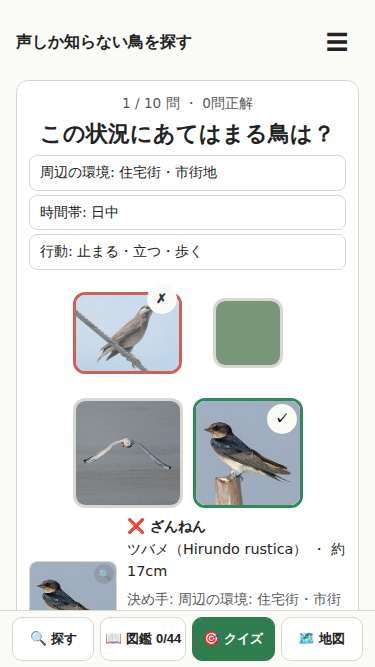 声しか知らない鳥を探す
☰
1 / 10 問 ・ 0問正解
この状況にあてはまる鳥は？
周辺の環境: 住宅街・市街地
時間帯: 日中
行動: 止まる・立つ・歩く
✗
✓
❌ ざんねん
ツバメ（Hirundo rustica） ・ 約
17cm
決め手: 周辺の環境: 住宅街・市街
🔍 探す
📖 図鑑 0/44
🎯 クイズ
🗺️ 地図